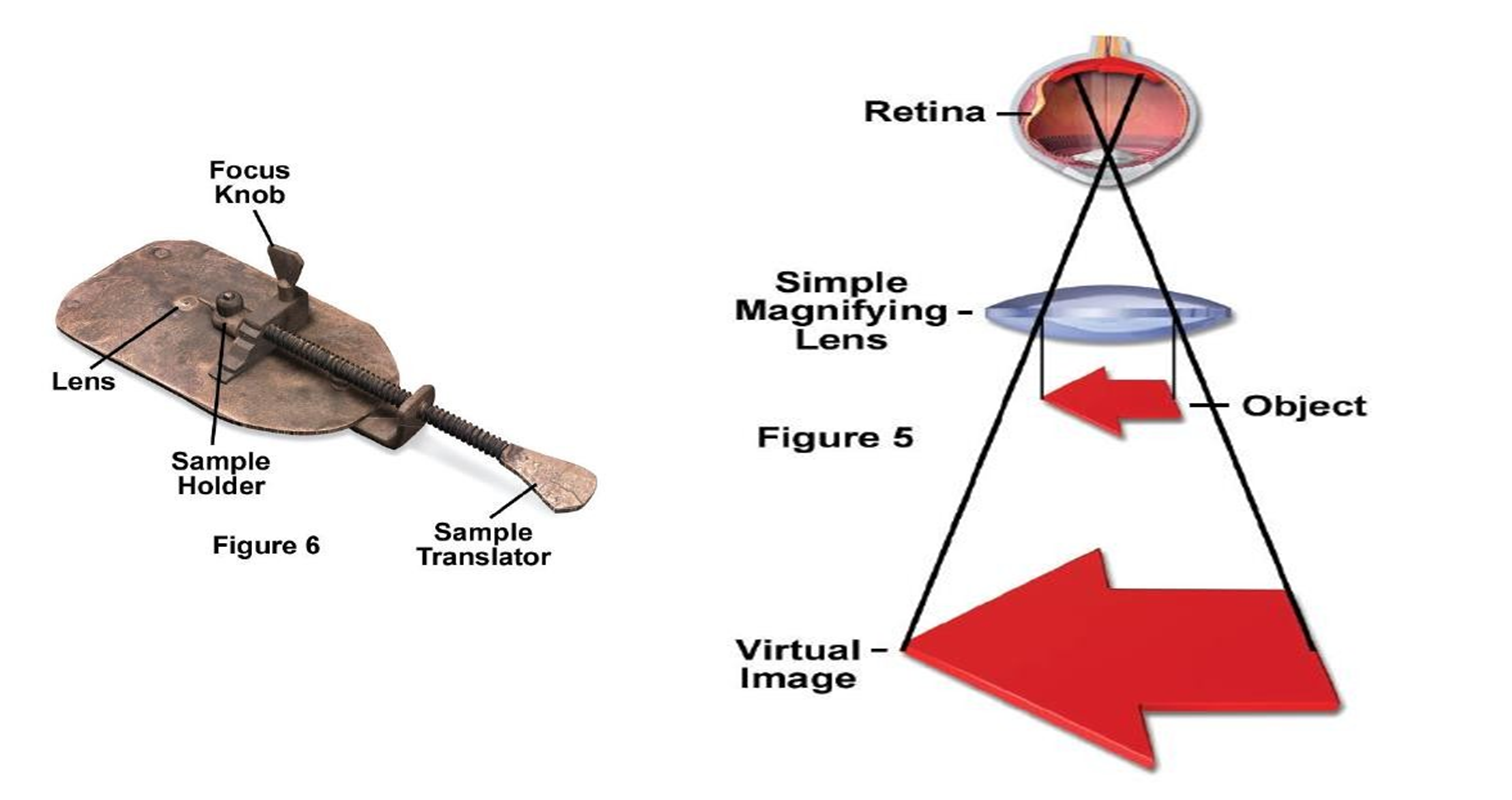 Focus
Knob
Lens
Sample
Holder
Sample
Translator
Figure 6
Retina
Simple
Magnifying
Lens
Object
Figure 5
Virtual
Image